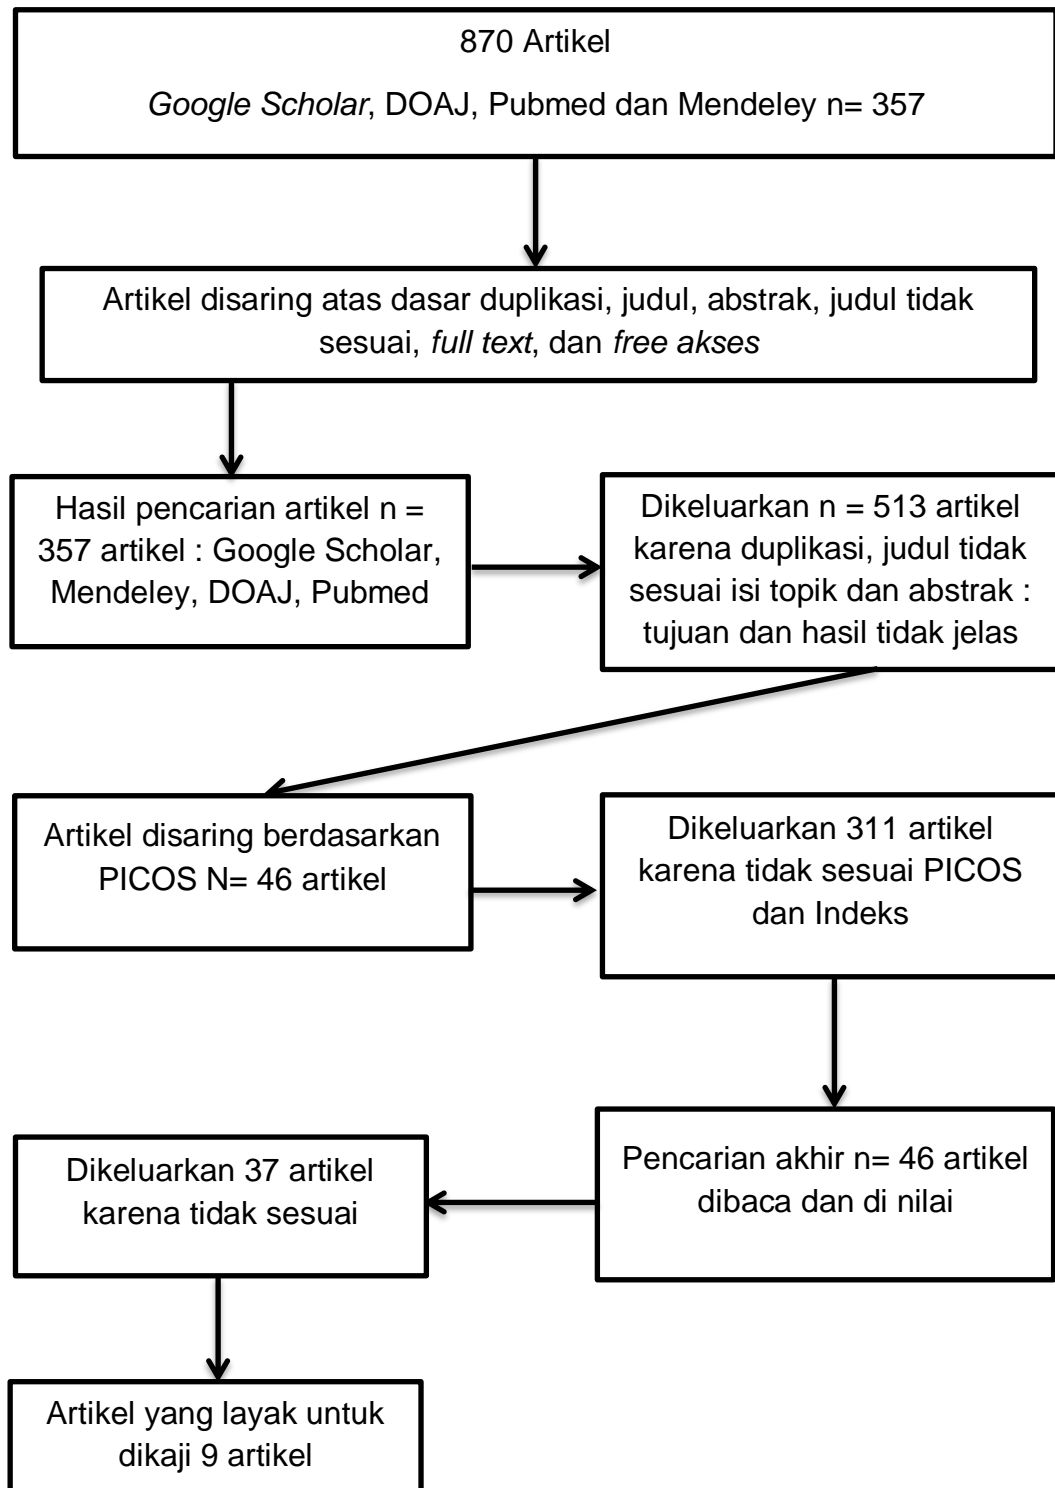 870 Artikel
Google Scholar, DOAJ, Pubmed dan Mendeley n= 357
Artikel disaring atas dasar duplikasi, judul, abstrak, judul tidak
sesuai, full text, dan free akses
Hasil pencarian artikel n =
357 artikel : Google Scholar,
Mendeley, DOAJ, Pubmed
Dikeluarkan n = 513 artikel
karena duplikasi, judul tidak
sesuai isi topik dan abstrak :
tujuan dan hasil tidak jelas
Artikel disaring berdasarkan
PICOS N= 46 artikel
Dikeluarkan 311 artikel
karena tidak sesuai PICOS
dan Indeks
Pencarian akhir n= 46 artikel
dibaca dan di nilai
Dikeluarkan 37 artikel
karena tidak sesuai
Artikel yang layak untuk
dikaji 9 artikel